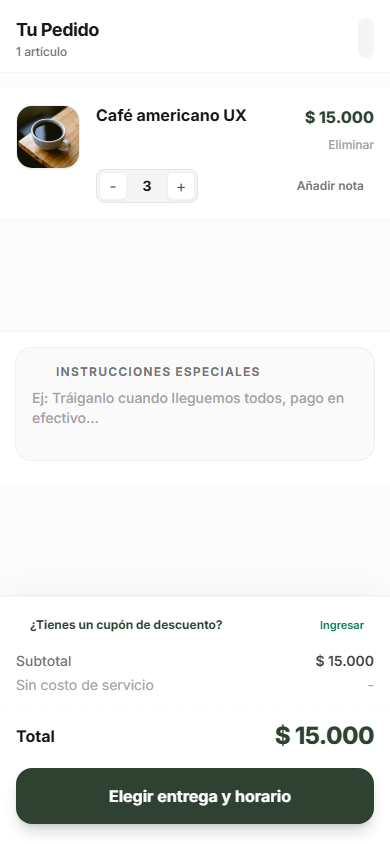 Tu Pedido
1 artículo
Café americano UX
$ 15.000
Eliminar
- 3 +
Añadir nota
INSTRUCCIONES ESPECIALES
Ej: Tráiganlo cuando lleguemos todos, pago en
efectivo...
¿Tienes un cupón de descuento?
Ingresar
Subtotal
$ 15.000
Sin costo de servicio
-
Total
$ 15.000
Elegir entrega y horario